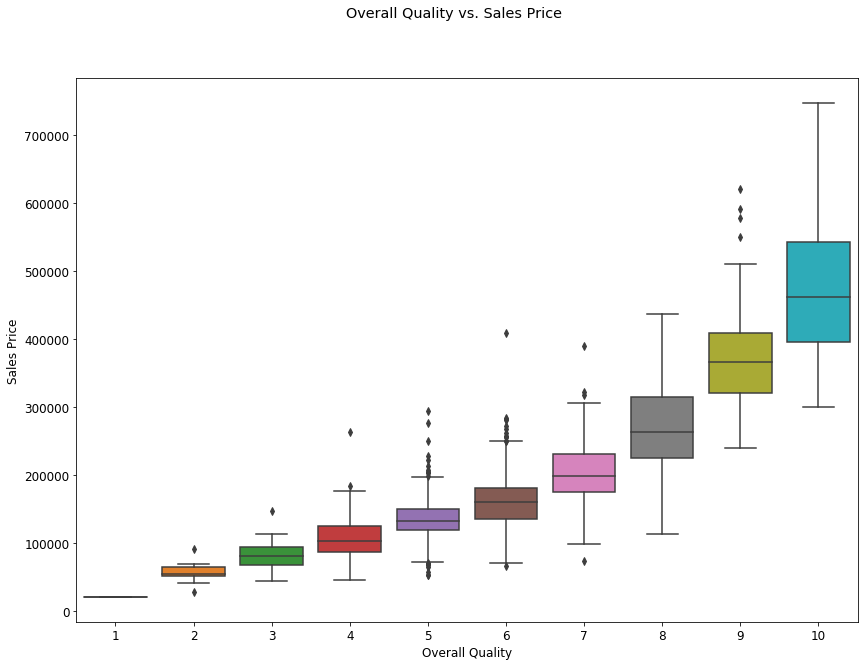 Overall Quality vs. Sales Price
700000
600000
500000
400000
300000
200000
100000
0
Sales Price
1 2 3 4 5 6 7 8 9 10
Overall Quality